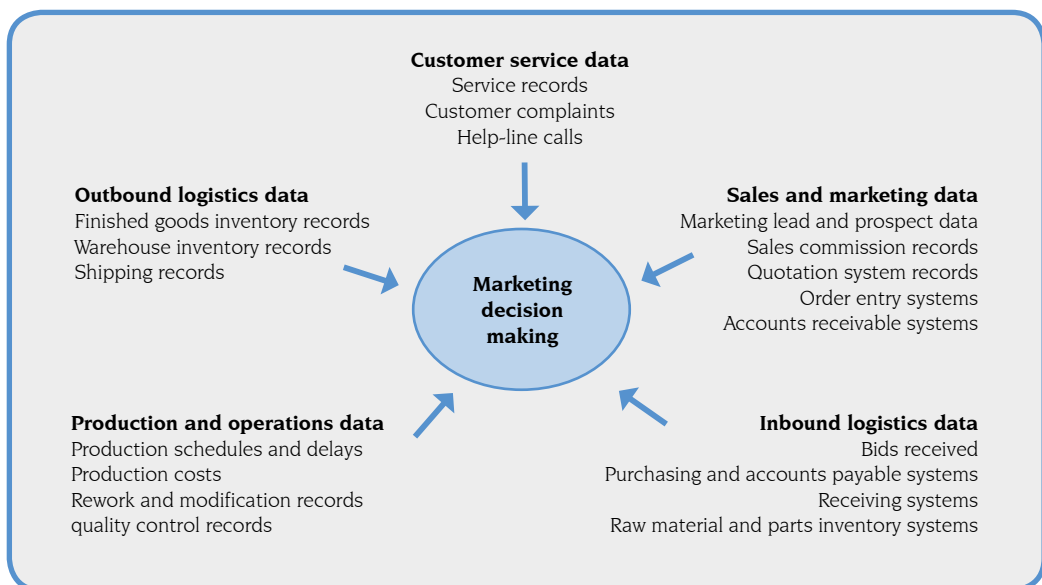 Customer service data
Service records
Customer complaints
Help-line calls
Outbound logistics data
Finished goods inventory records
Warehouse inventory records
Shipping records
Sales and marketing data
Marketing lead and prospect data
Sales commission records
Quotation system records
Order entry systems
Accounts receivable systems
Marketing
decision
making
Production and operations data
Production schedules and delays
Production costs
Rework and modification records
quality control records
Inbound logistics data
Bids received
Purchasing and accounts payable systems
Receiving systems
Raw material and parts inventory systems